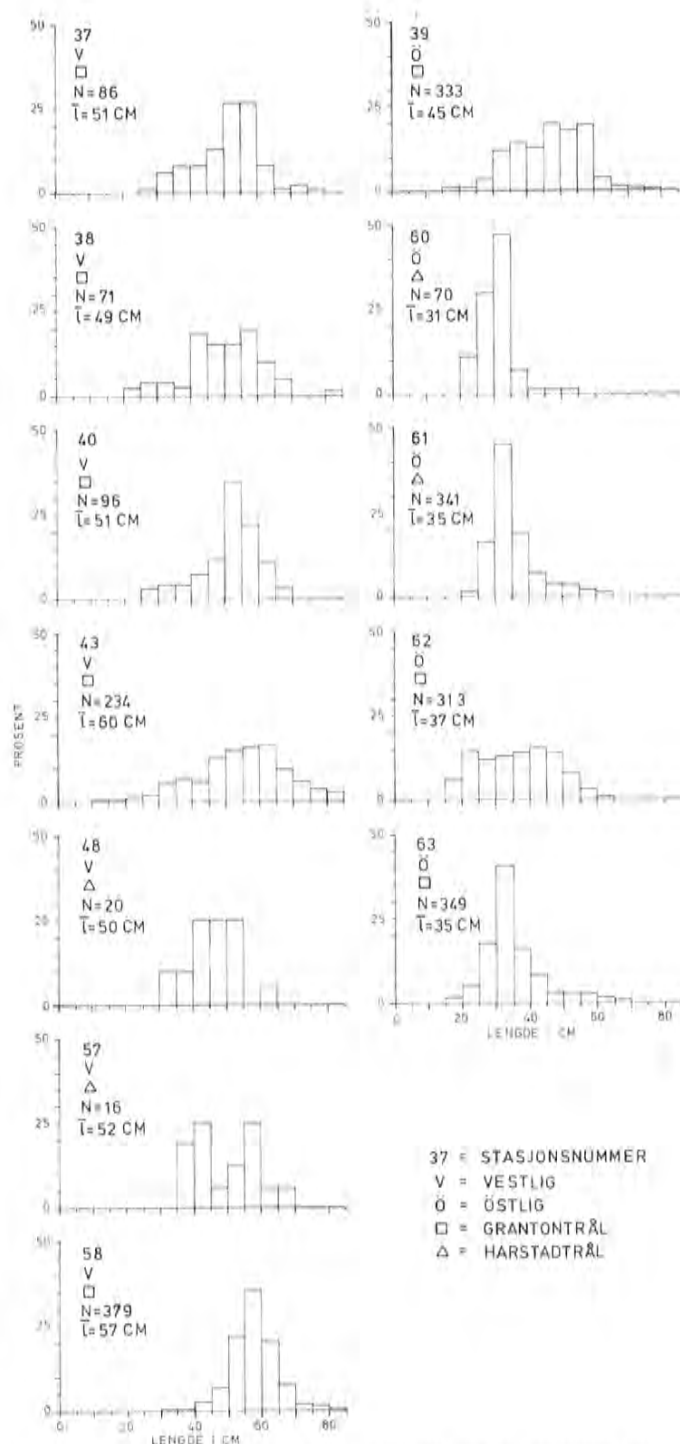 50
25
0
37
V
□
N=86
l̄=51 CM
50
25
0
38
V
□
N=71
l̄=49 CM
50
25
0
40
V
□
N=96
l̄=51 CM
50
25
0
43
V
□
N=234
l̄=60 CM
PROSENT
50
25
0
48
V
△
N=20
l̄=50 CM
50
25
0
57
V
△
N=16
l̄=52 CM
50
25
0
58
V
□
N=379
l̄=57 CM
0 20 40 60 80
LENGDE I CM
50
25
0
39
Ö
□
N=333
l̄=45 CM
50
25
0
60
Ö
△
N=70
l̄=31 CM
50
25
0
61
Ö
△
N=341
l̄=35 CM
50
25
0
62
Ö
□
N=313
l̄=37 CM
50
25
0
63
Ö
□
N=349
l̄=35 CM
0 20 40 60 80
LENGDE I CM
37 = STASJONSNUMMER
V = VESTLIG
Ö = ÖSTLIG
□ = GRANTONTRÅL
△ = HARSTADTRÅL